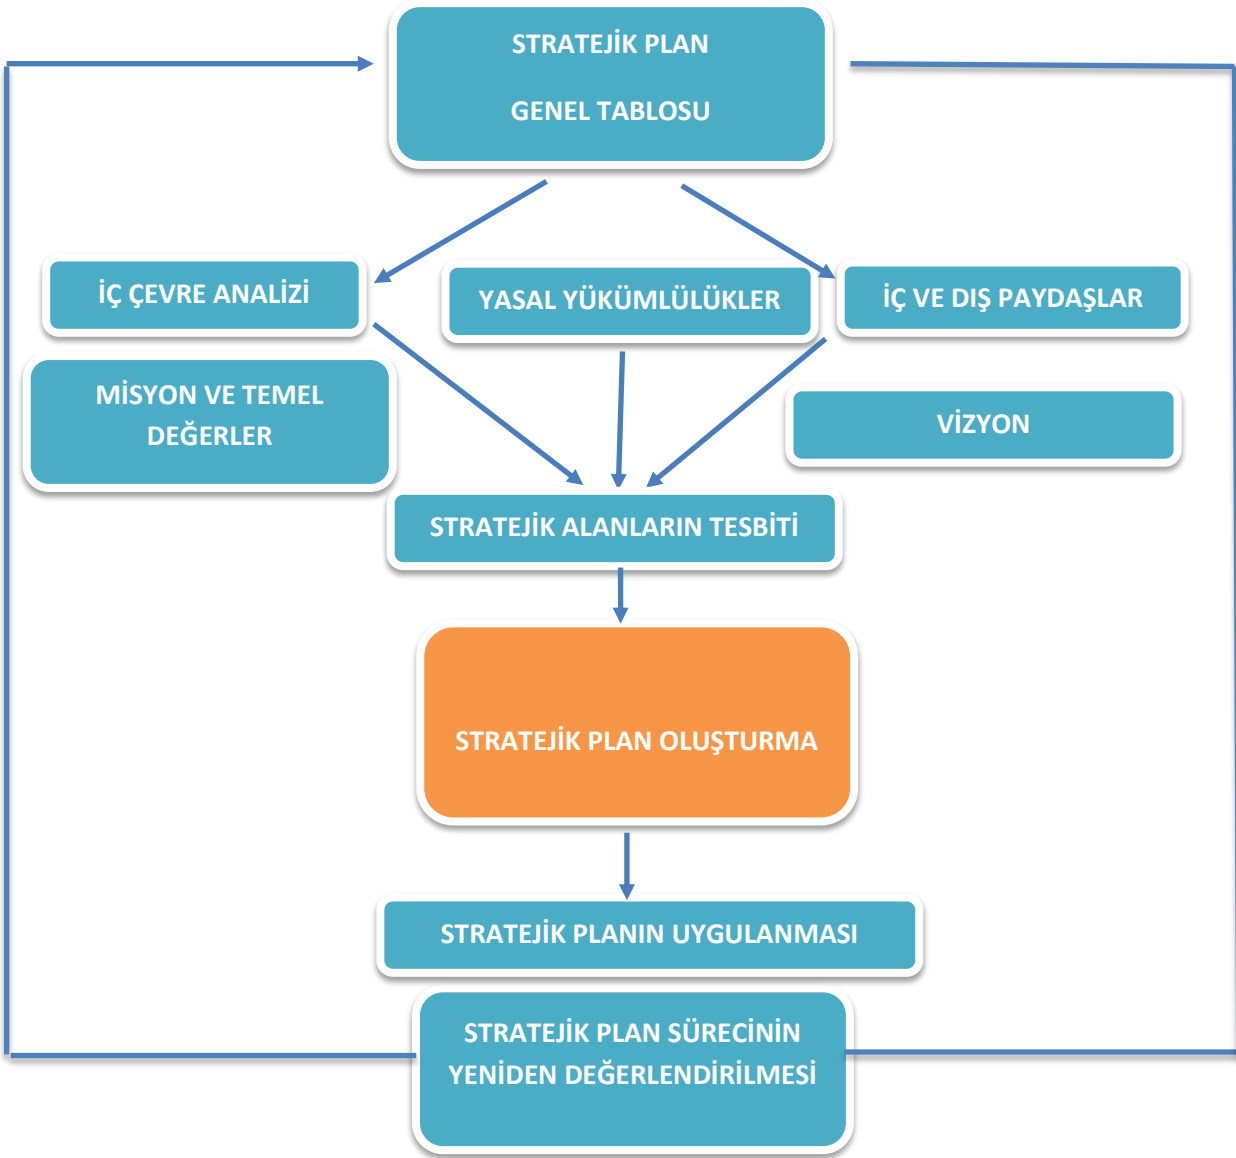 STRATEJİK PLAN
GENEL TABLOSU
İÇ ÇEVRE ANALİZİ
YASAL YÜKÜMLÜLÜKLER
İÇ VE DIŞ PAYDAŞLAR
MİSYON VE TEMEL
DEĞERLER
VİZYON
STRATEJİK ALANLARIN TESBİTİ
STRATEJİK PLAN OLUŞTURMA
STRATEJİK PLANIN UYGULANMASI
STRATEJİK PLAN SÜRECİNİN
YENİDEN DEĞERLENDİRİLMESİ